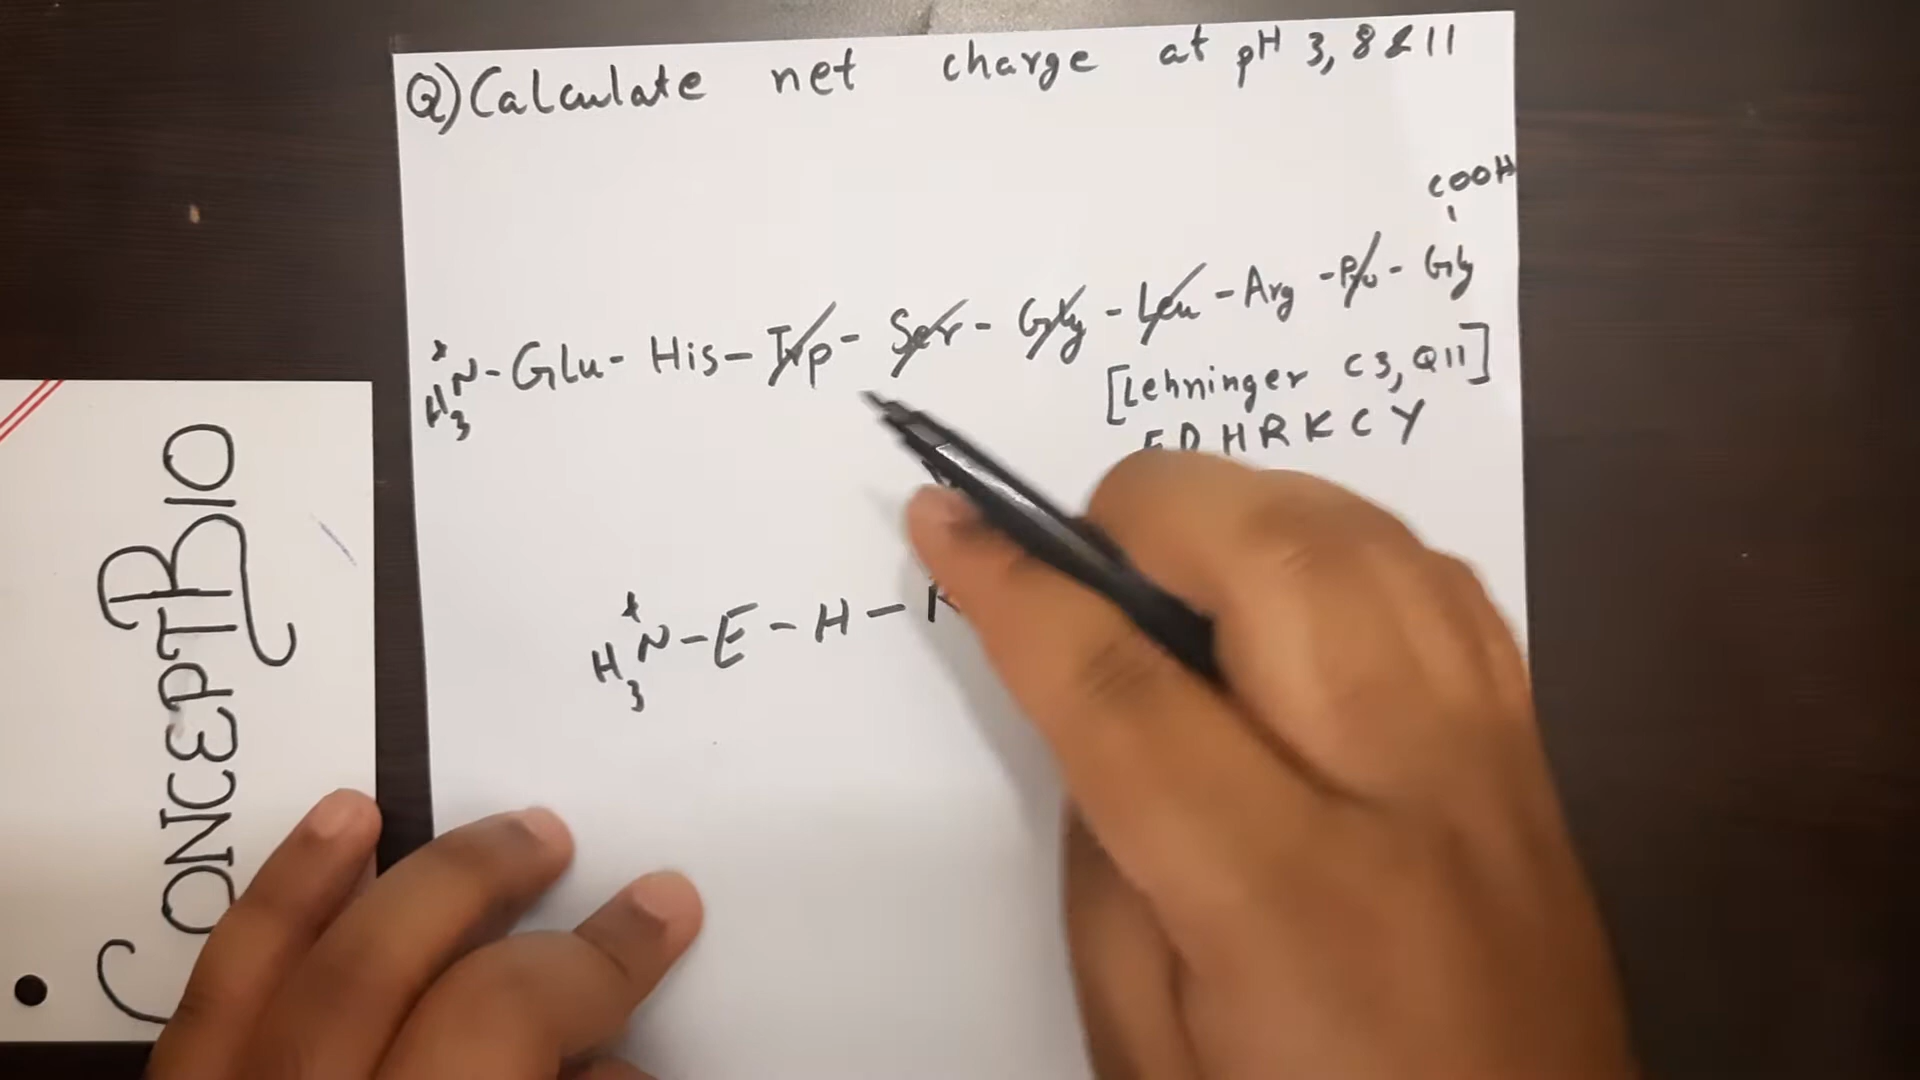 Q) Calculate net charge at pH 3, 8 & 11
COOH
H3N+ - Glu - His - Trp - Ser - Gly - Leu - Arg - Pro - Gly
[Lehninger C3, Q11]
E D H R K C Y
H3N+ - E - H -
CONCEPTBIO